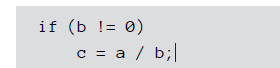 if (b != 0)
    c = a / b;